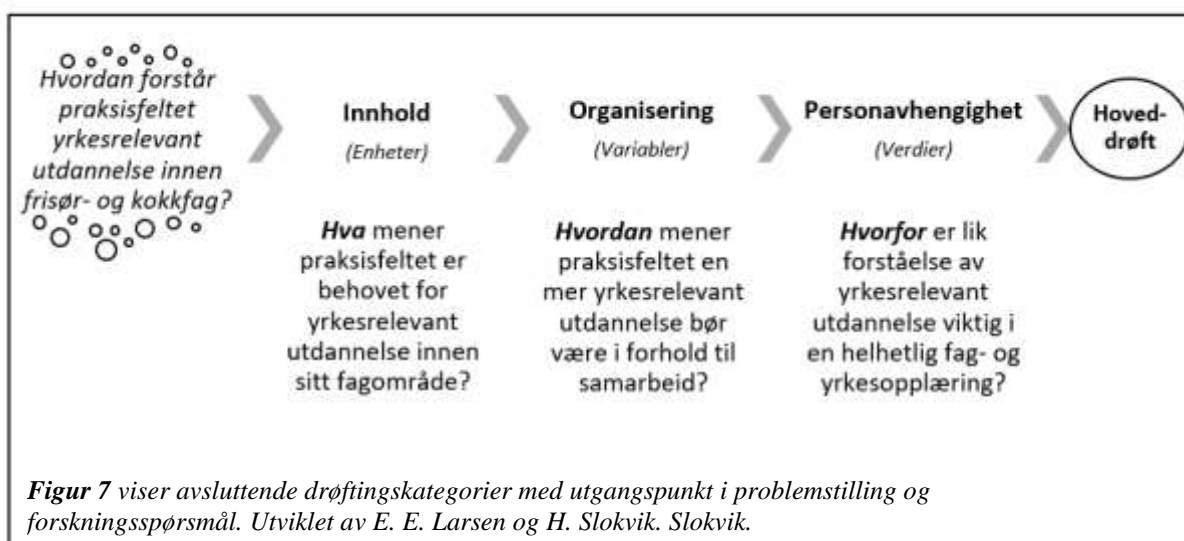 Hvordan forstår
praksisfeltet
yrkesrelevant
utdannelse innen
frisør- og kokkfag?
Innhold
(Enheter)
Hva mener
praksisfeltet er
behovet for
yrkesrelevant
utdannelse innen
sitt fagområde?
Organisering
(Variabler)
Hvordan mener
praksisfeltet en
mer yrkesrelevant
utdannelse bør
være i forhold til
samarbeid?
Personavhengighet
(Verdier)
Hvorfor er lik
forståelse av
yrkesrelevant
utdannelse viktig i
en helhetlig fag- og
yrkesopplæring?
Hoved-
drøft
Figur 7 viser avsluttende drøftingskategorier med utgangspunkt i problemstilling og
forskningsspørsmål. Utviklet av E. E. Larsen og H. Slokvik. Slokvik.